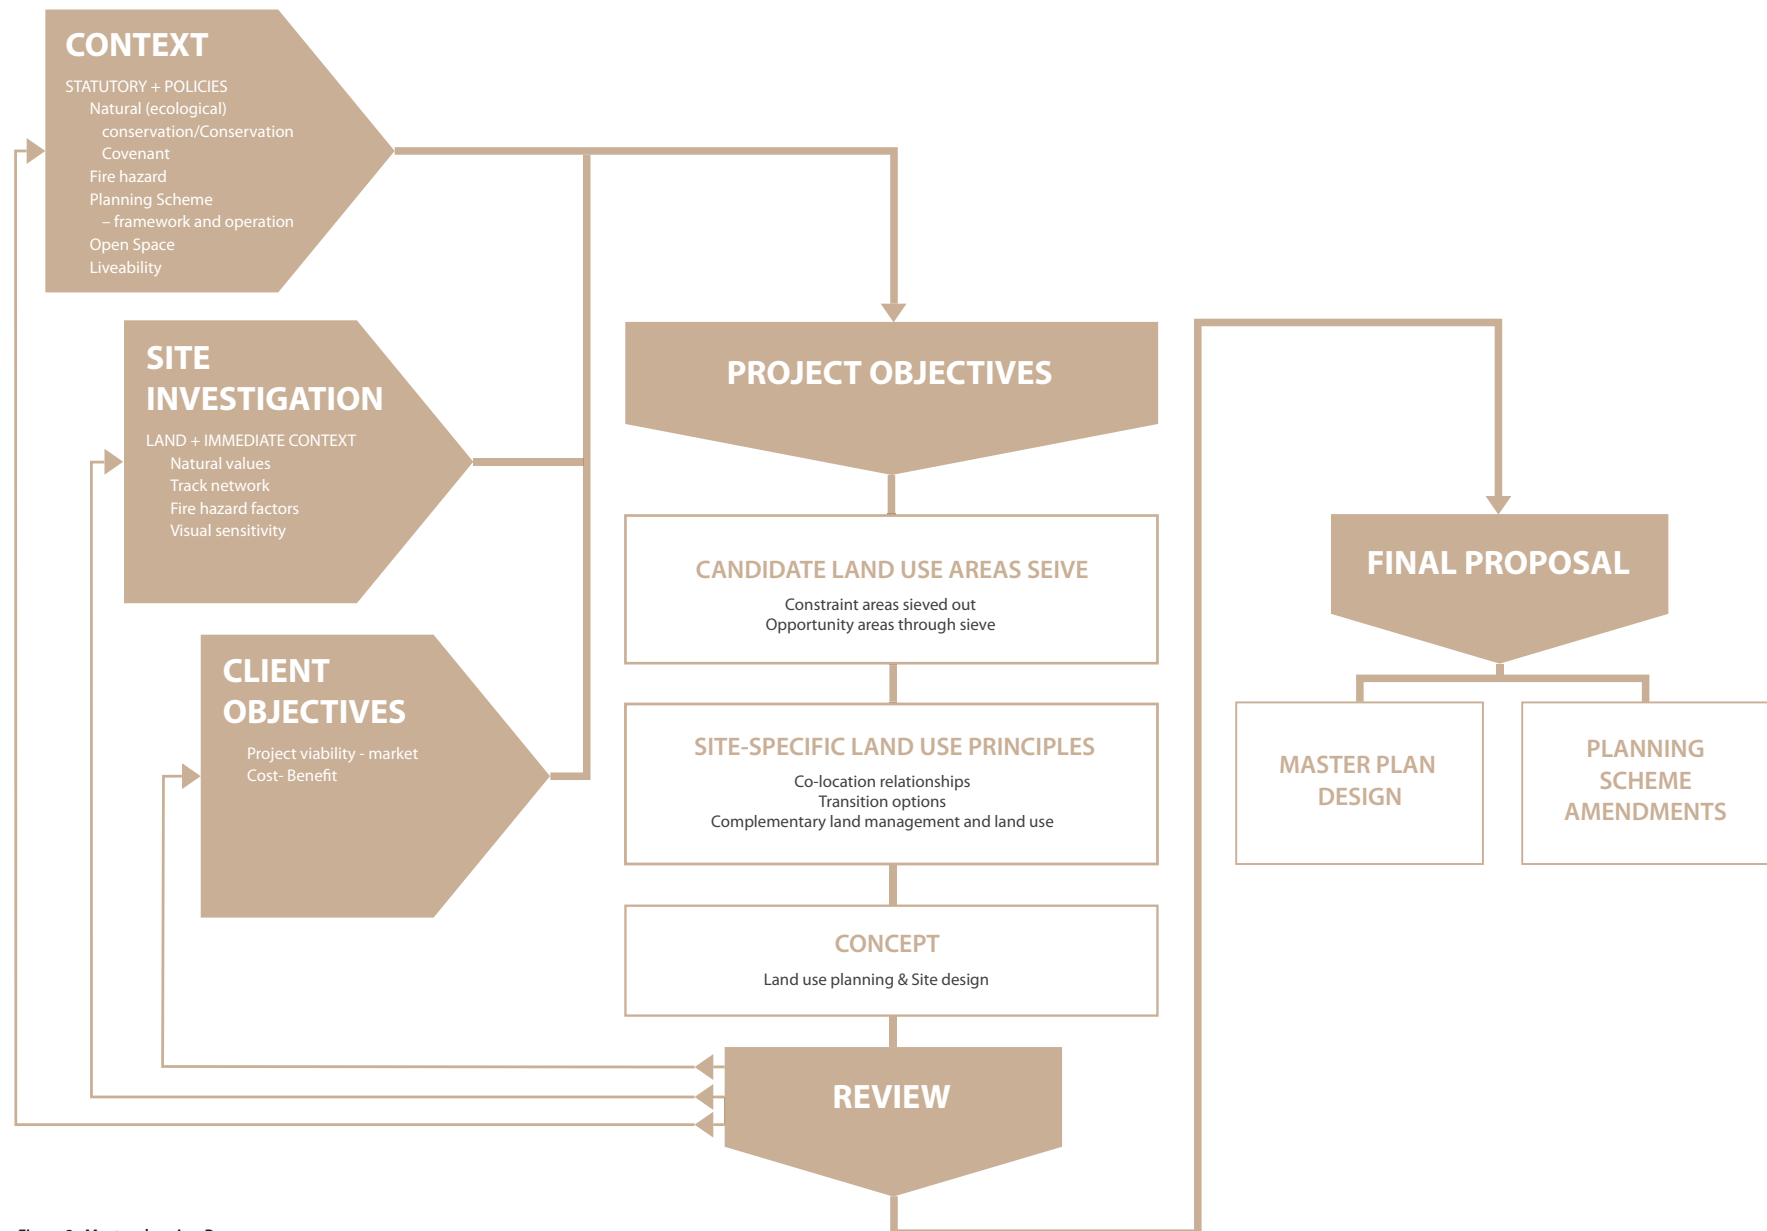 CONTEXT
STATUTORY + POLICIES
Natural (ecological)
conservation/Conservation
Covenant
Fire hazard
Planning Scheme
– framework and operation
Open Space
Liveability
SITE
INVESTIGATION
LAND + IMMEDIATE CONTEXT
Natural values
Track network
Fire hazard factors
Visual sensitivity
CLIENT
OBJECTIVES
Project viability - market
Cost- Benefit
PROJECT OBJECTIVES
CANDIDATE LAND USE AREAS SEIVE
Constraint areas sieved out
Opportunity areas through sieve
SITE-SPECIFIC LAND USE PRINCIPLES
Co-location relationships
Transition options
Complementary land management and land use
CONCEPT
Land use planning & Site design
REVIEW
FINAL PROPOSAL
MASTER PLAN
DESIGN
PLANNING
SCHEME
AMENDMENTS